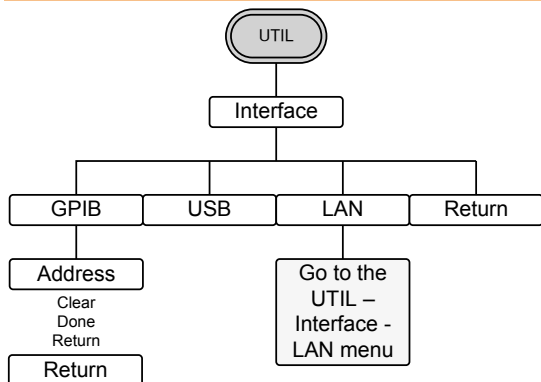 UTIL
Interface
GPIB
USB
LAN
Return
Address
Clear
Done
Return
Return
Go to the
UTIL –
Interface -
LAN menu